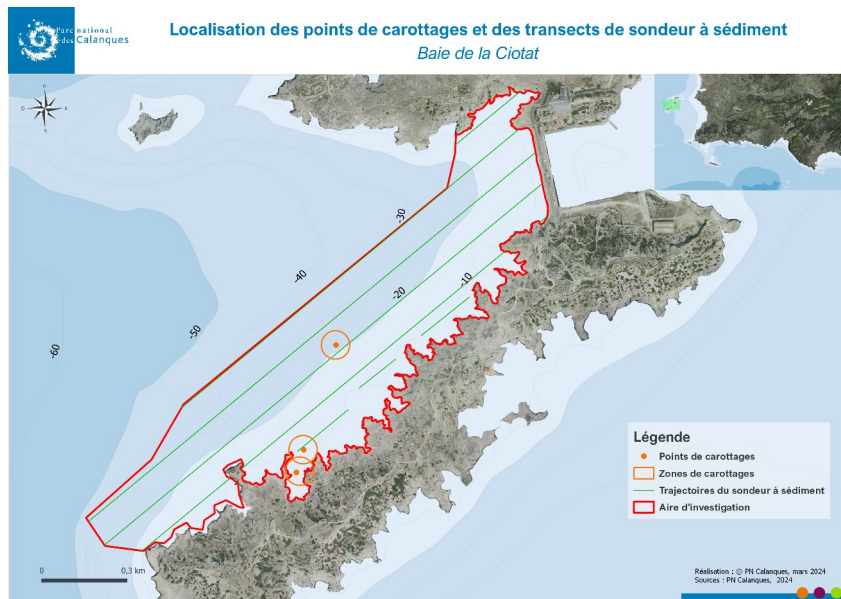 Parc national
des Calanques
Localisation des points de carottages et des transects de sondeur à sédiment
Baie de la Ciotat
N
O
E
S
-30
-40
-10
-20
-50
-60
Légende
Points de carottages
Zones de carottages
Trajectoires du sondeur à sédiment
Aire d'investigation
0
0,3 km
Réalisation : © PN Calanques, mars 2024
Sources : PN Calanques, 2024